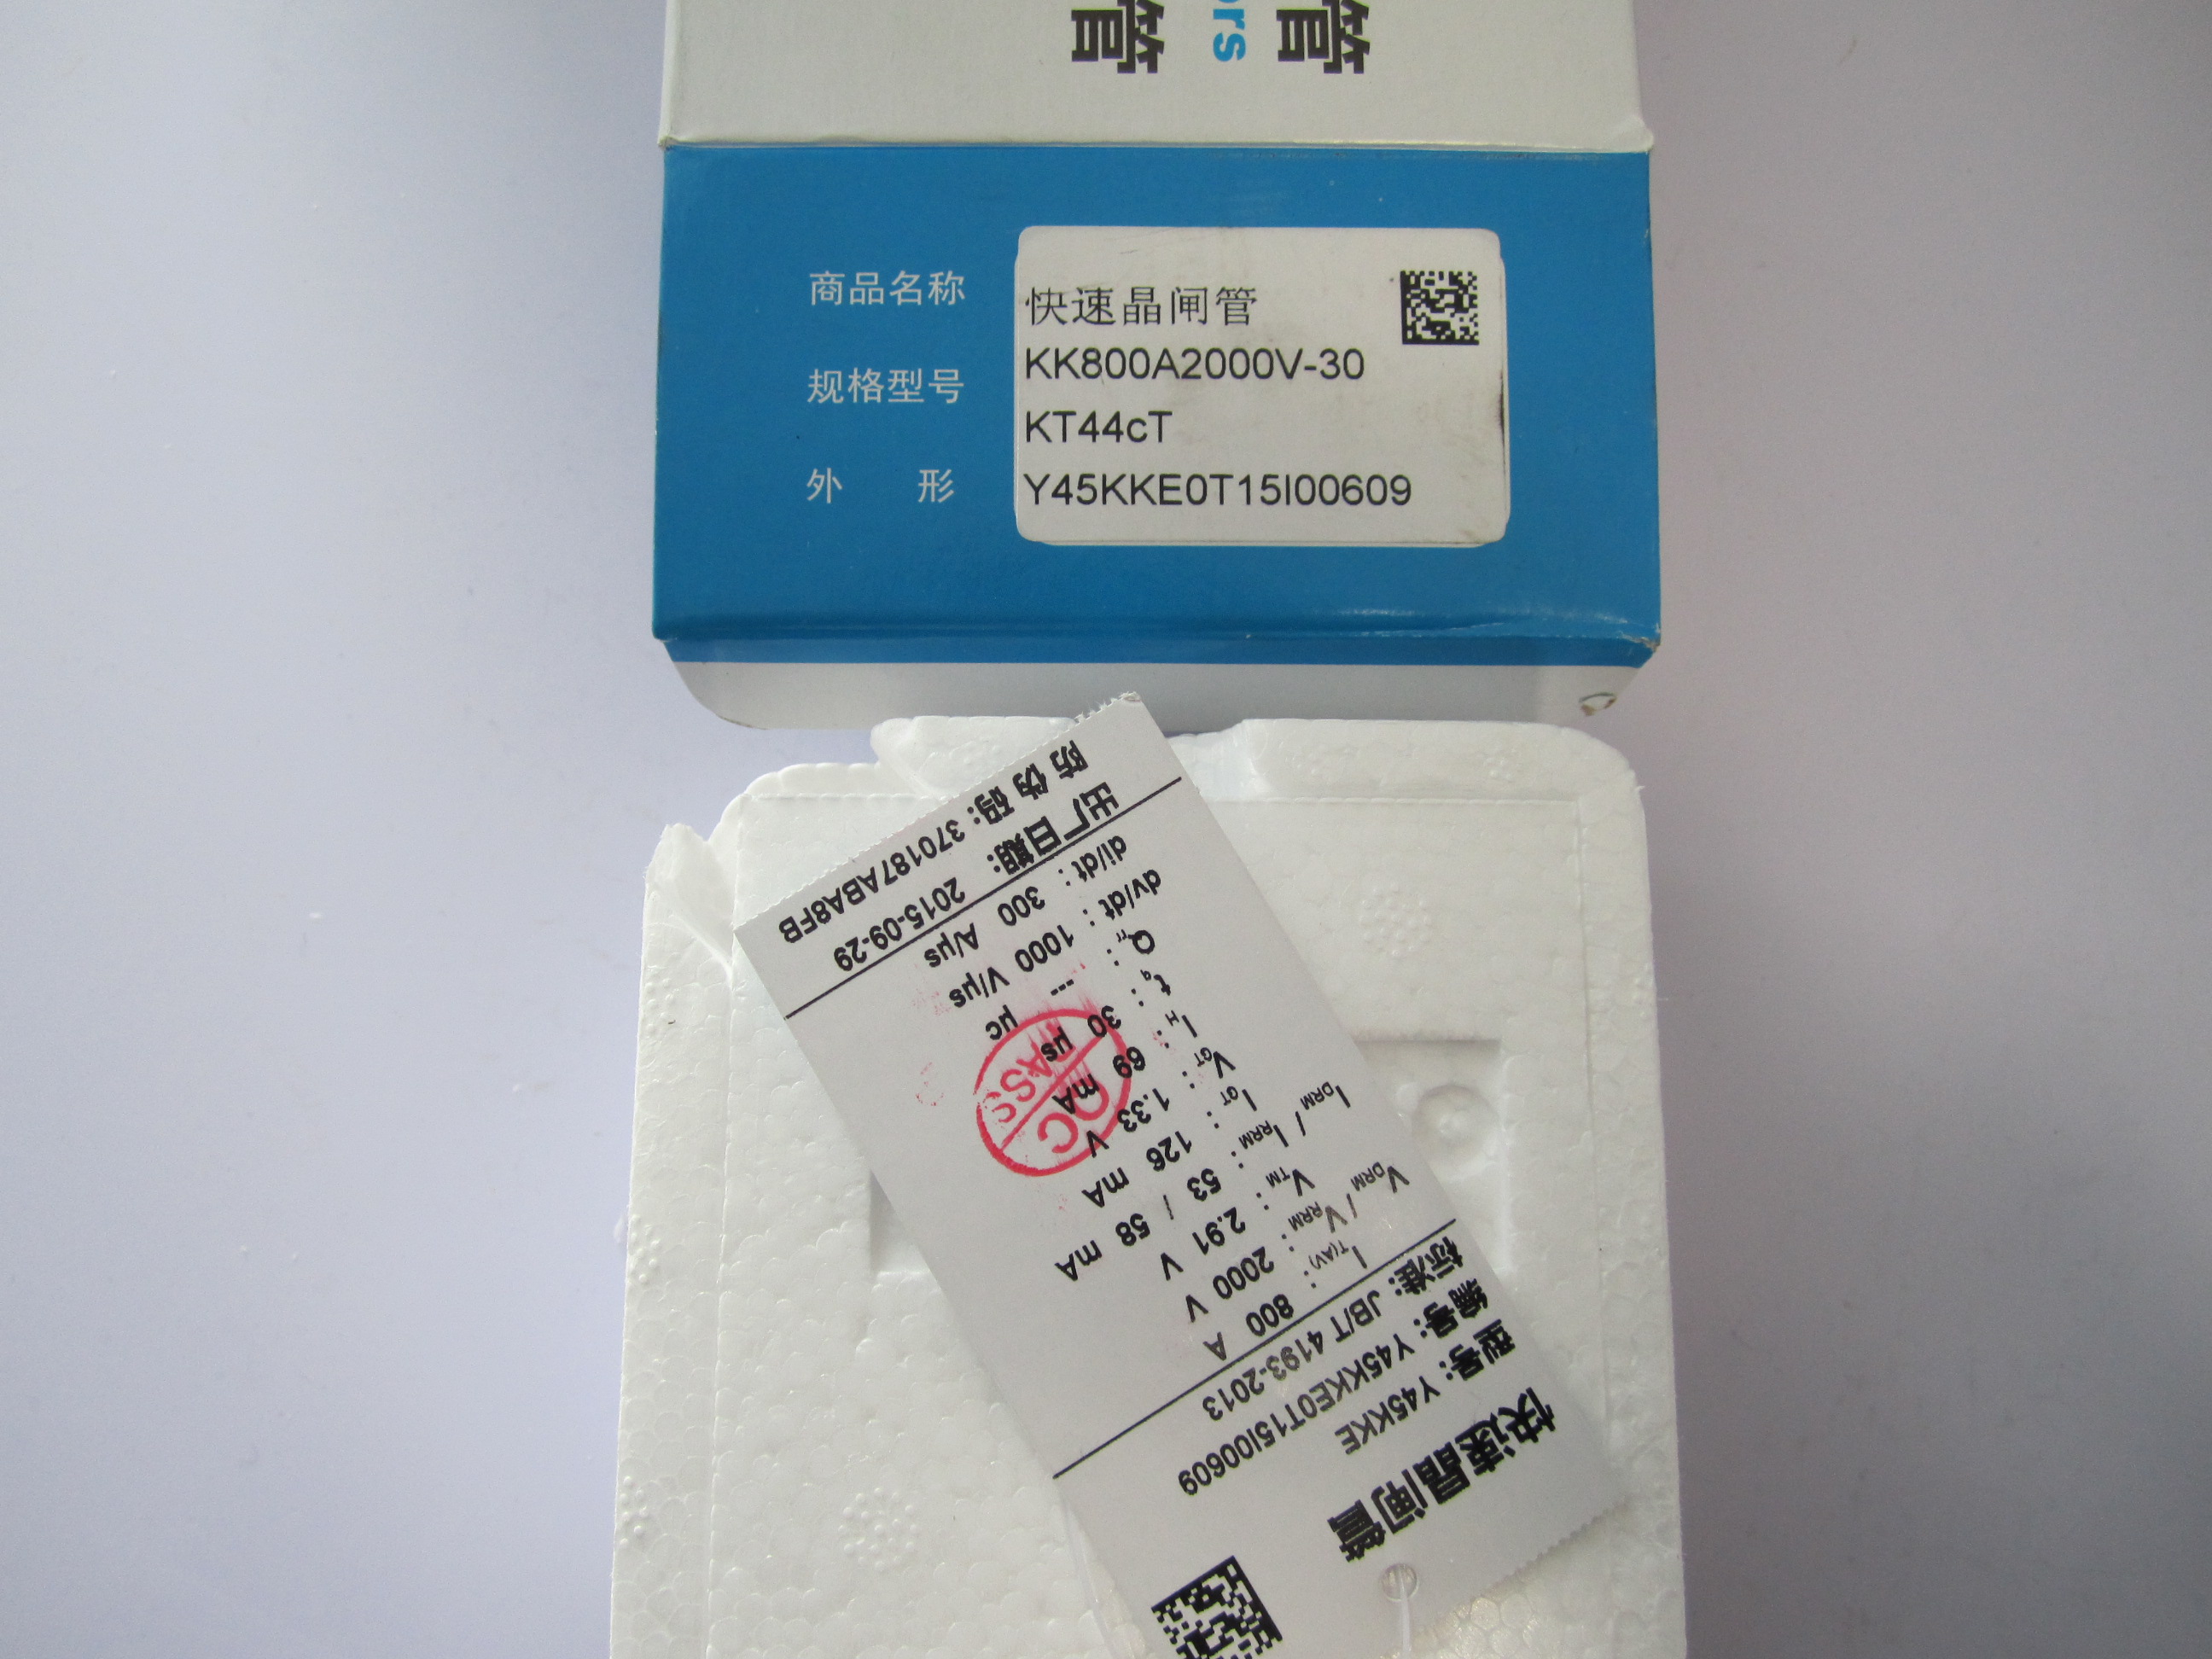 管
ors
管
商品名称
快速晶闸管
规格型号
KK800A2000V-30
KT44cT
外 形
Y45KKE0T15I00609
快速晶闸管
型号: Y45KKE
编号: Y45KKE0T15I00609
标准: JB/T 4193-2013
IT(AV): 800 A
VDRM/VRRM: 2000 V
VTM: 2.91 V
IDRM/IRRM: 53 / 58 mA
IGT: 126 mA
VGT: 1.33 V
IH: 69 mA
tq: 30 μs
Qrr: --- μc
dv/dt: 1000 V/μs
di/dt: 300 A/μs
出厂日期: 2015-09-29
防伪码: 370187ABA8FB
QC
PASS